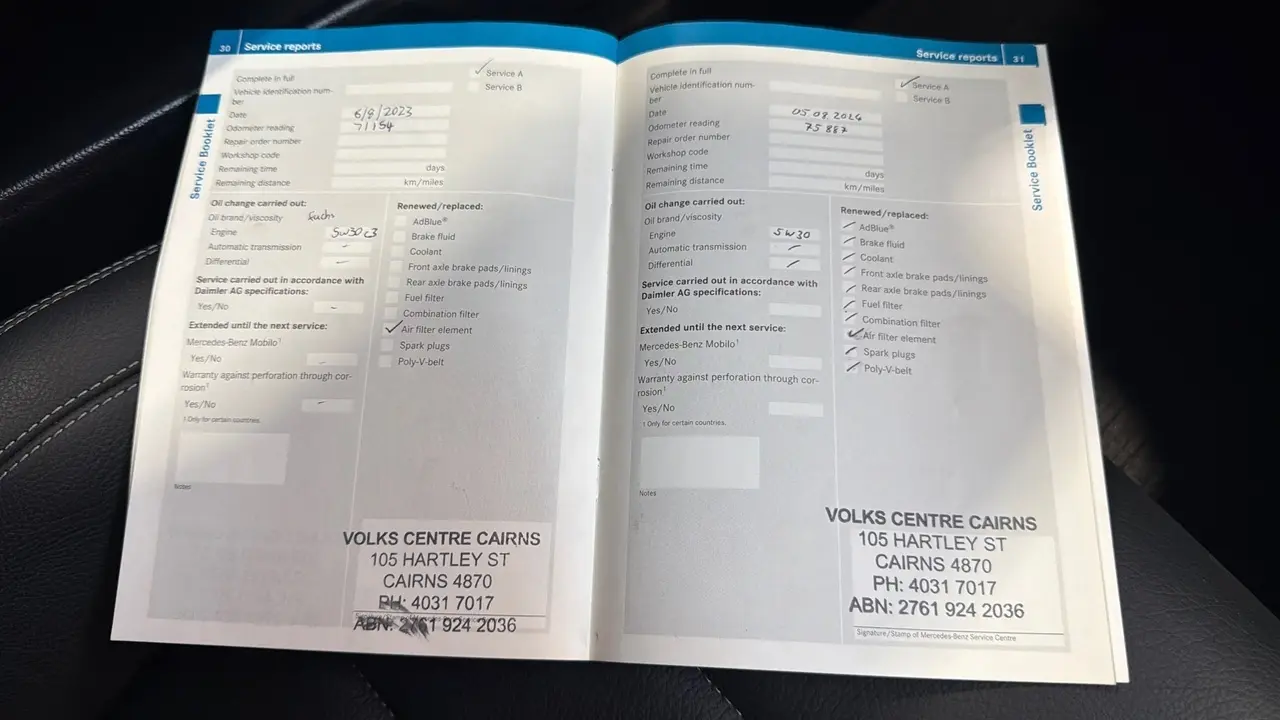 30 Service reports
Complete in full
✓ Service A
Vehicle identification num-
ber
Service B
Date 6/9/2023
Odometer reading 71154
Repair order number
Workshop code
Remaining time days
Remaining distance km/miles
Service Booklet
Oil change carried out:
Oil brand/viscosity fuchs
Engine 5W30 c3
Automatic transmission -
Differential -
Service carried out in accordance with
Daimler AG specifications:
Yes/No -
Extended until the next service:
Mercedes-Benz Mobilo¹
Yes/No -
Warranty against perforation through cor-
rosion¹
Yes/No -
1 Only for certain countries.
Notes
Renewed/replaced:
AdBlue®
Brake fluid
Coolant
Front axle brake pads/linings
Rear axle brake pads/linings
Fuel filter
Combination filter
✓ Air filter element
Spark plugs
Poly-V-belt
VOLKS CENTRE CAIRNS
105 HARTLEY ST
CAIRNS 4870
PH: 4031 7017
ABN: 2761 924 2036
Service reports 31
Complete in full
✓ Service A
Vehicle identification num-
ber
Service B
Date 05.08.2024
Odometer reading 75887
Repair order number
Workshop code
Remaining time days
Remaining distance km/miles
Service Booklet
Oil change carried out:
Oil brand/viscosity
Engine 5W30
Automatic transmission -
Differential -
Service carried out in accordance with
Daimler AG specifications:
Yes/No
Extended until the next service:
Mercedes-Benz Mobilo¹
Yes/No
Warranty against perforation through cor-
rosion¹
Yes/No
1 Only for certain countries.
Notes
Renewed/replaced:
- AdBlue®
- Brake fluid
- Coolant
- Front axle brake pads/linings
- Rear axle brake pads/linings
- Fuel filter
- Combination filter
✓ Air filter element
- Spark plugs
- Poly-V-belt
VOLKS CENTRE CAIRNS
105 HARTLEY ST
CAIRNS 4870
PH: 4031 7017
ABN: 2761 924 2036
Signature/Stamp of Mercedes-Benz Service Centre